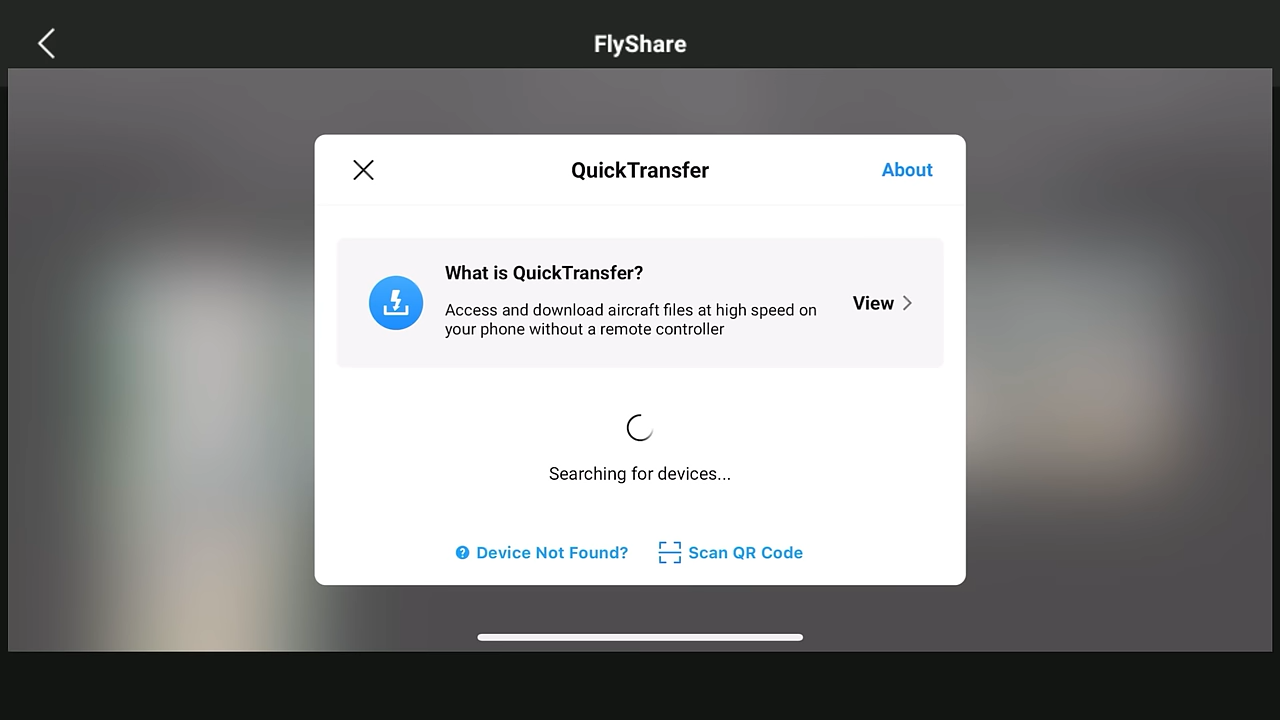 FlyShare
QuickTransfer
About
What is QuickTransfer?
Access and download aircraft files at high speed on
your phone without a remote controller
View
Searching for devices...
Device Not Found?
Scan QR Code